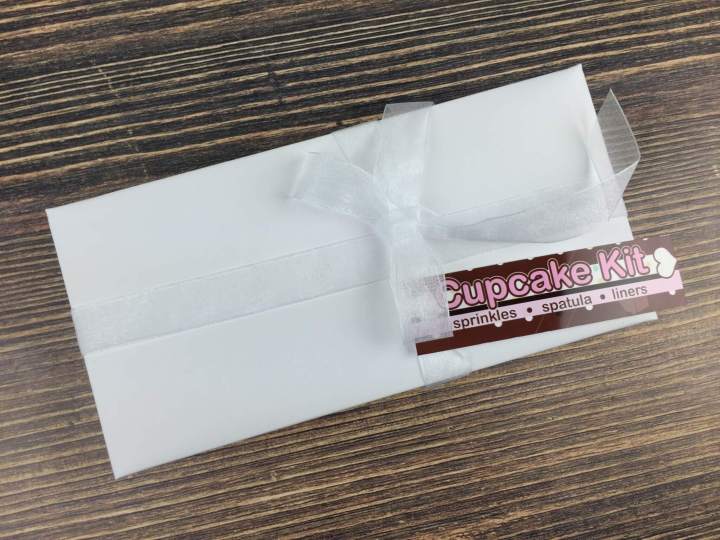 Cupcake Kit
sprinkles • spatula • liners